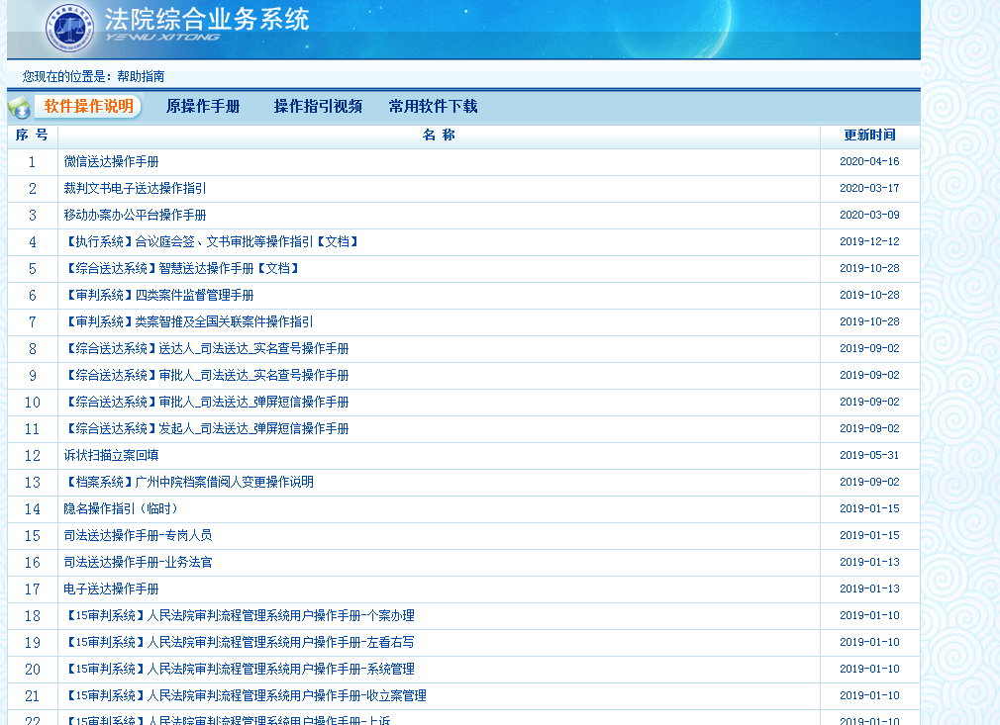 法院综合业务系统
YEWU XITONG
您现在的位置是：帮助指南
软件操作说明 原操作手册 操作指引视频 常用软件下载
序 号 名 称 更新时间
1 微信送达操作手册 2020-04-16
2 裁判文书电子送达操作指引 2020-03-17
3 移动办案办公平台操作手册 2020-03-09
4 【执行系统】合议庭会签、文书审批等操作指引【文档】 2019-12-12
5 【综合送达系统】智慧送达操作手册【文档】 2019-10-28
6 【审判系统】四类案件监督管理手册 2019-10-28
7 【审判系统】类案智推及全国关联案件操作指引 2019-10-28
8 【综合送达系统】送达人_司法送达_实名查号操作手册 2019-09-02
9 【综合送达系统】审批人_司法送达_实名查号操作手册 2019-09-02
10 【综合送达系统】审批人_司法送达_弹屏短信操作手册 2019-09-02
11 【综合送达系统】发起人_司法送达_弹屏短信操作手册 2019-09-02
12 诉状扫描立案回填 2019-05-31
13 【档案系统】广州中院档案借阅人变更操作说明 2019-09-02
14 隐名操作指引（临时） 2019-01-15
15 司法送达操作手册-专岗人员 2019-01-15
16 司法送达操作手册-业务法官 2019-01-13
17 电子送达操作手册 2019-01-13
18 【15审判系统】人民法院审判流程管理系统用户操作手册-个案办理 2019-01-10
19 【15审判系统】人民法院审判流程管理系统用户操作手册-左看右写 2019-01-10
20 【15审判系统】人民法院审判流程管理系统用户操作手册-系统管理 2019-01-10
21 【15审判系统】人民法院审判流程管理系统用户操作手册-收立案管理 2019-01-10
22 【15审判系统】人民法院审判流程管理系统用户操作手册-上诉 2019-01-10